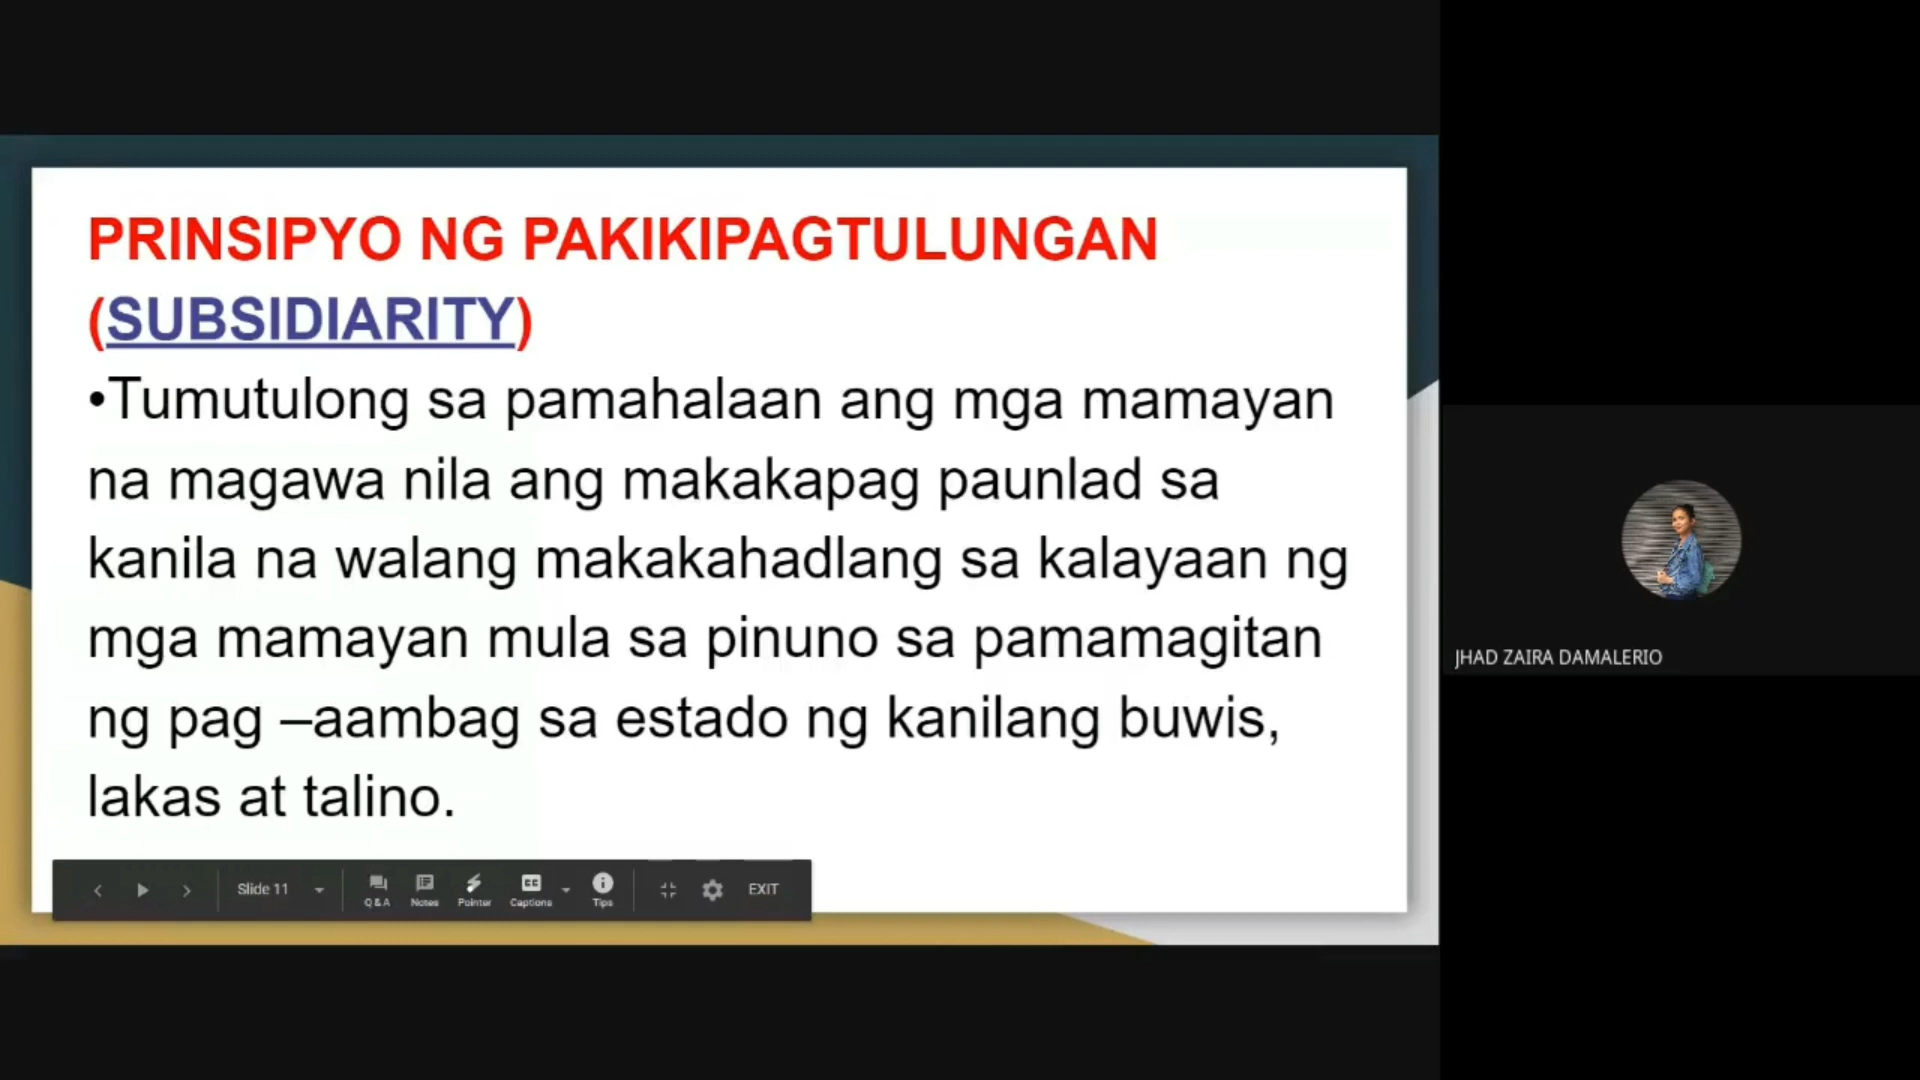 PRINSIPYO NG PAKIKIPAGTULUNGAN
(SUBSIDIARITY)
•Tumutulong sa pamahalaan ang mga mamayan
na magawa nila ang makakapag paunlad sa
kanila na walang makakahadlang sa kalayaan ng
mga mamayan mula sa pinuno sa pamamagitan
ng pag –aambag sa estado ng kanilang buwis,
lakas at talino.
Slide 11
Q & A Notes Pointer Captions Tips
EXIT
JHAD ZAIRA DAMALERIO